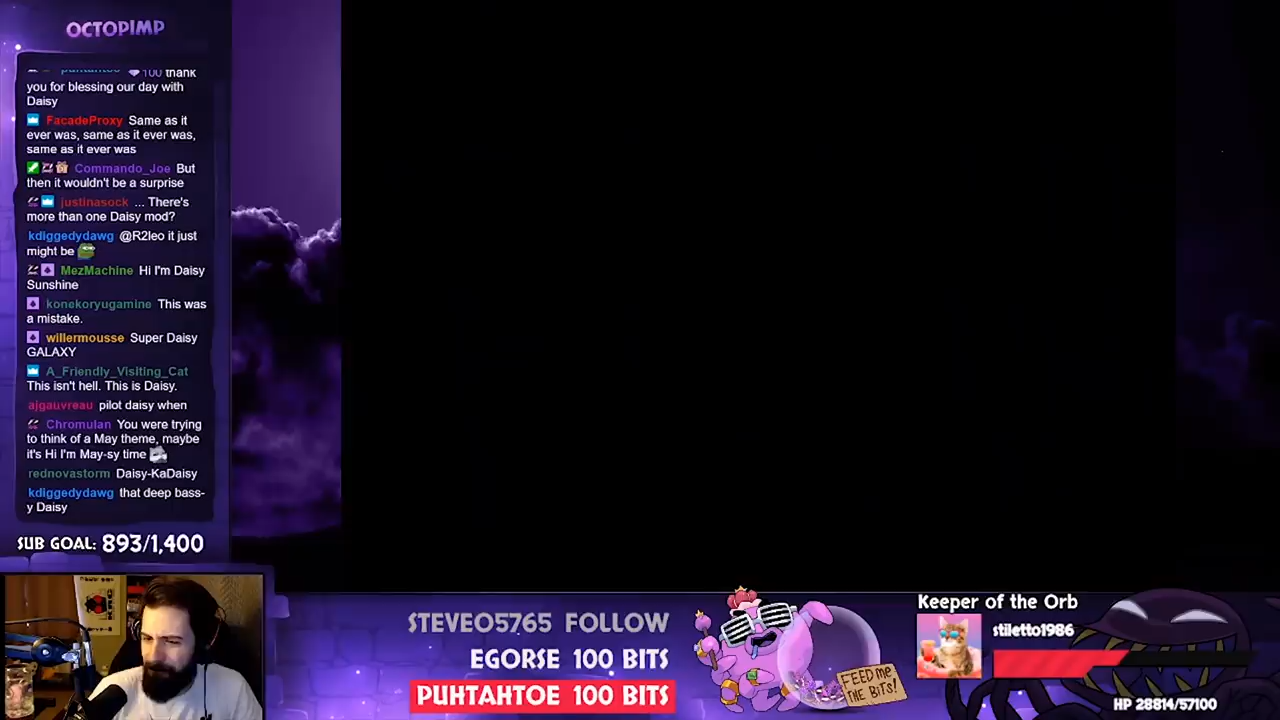 OCTOPIMP
puhtahtoe 100 thank
you for blessing our day with
Daisy
FacadeProxy Same as it
ever was, same as it ever was,
same as it ever was
Commando_Joe But
then it wouldn't be a surprise
justinasock ... There's
more than one Daisy mod?
kdiggedydawg @R2leo it just
might be
MezMachine Hi I'm Daisy
Sunshine
konekoryugamine This was
a mistake.
willermousse Super Daisy
GALAXY
A_Friendly_Visiting_Cat
This isn't hell. This is Daisy.
ajgauvreau pilot daisy when
Chromulan You were trying
to think of a May theme, maybe
it's Hi I'm May-sy time
rednovastorm Daisy-KaDaisy
kdiggedydawg that deep bass-
y Daisy
SUB GOAL: 893/1,400
STEVEO5765 FOLLOW
EGORSE 100 BITS
PUHTAHTOE 100 BITS
FEED ME
THE BITS!
Keeper of the Orb
stiletto1986
HP 28814/57100